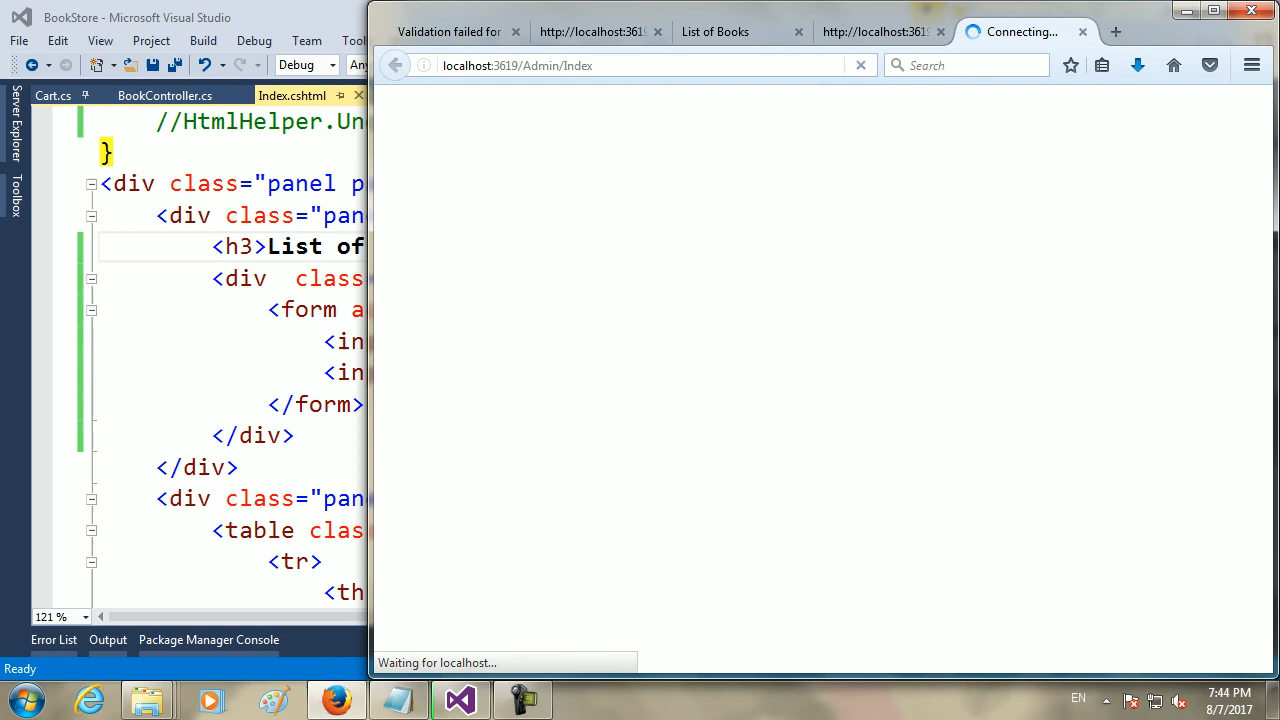 BookStore - Microsoft Visual Studio
File Edit View Project Build Debug Team Tool
Debug Any
Cart.cs BookController.cs Index.cshtml
Server Explorer
Toolbox
//HtmlHelper.Un
}
<div class="panel p
<div class="pan
<h3>List of
<div class
<form a
<in
<in
</form>
</div>
</div>
<div class="pan
<table clas
<tr>
<th
121 %
Error List Output Package Manager Console
Ready
Validation failed for http://localhost:3619 List of Books http://localhost:3619 Connecting...
localhost:3619/Admin/Index
Search
Waiting for localhost...
EN 7:44 PM
8/7/2017